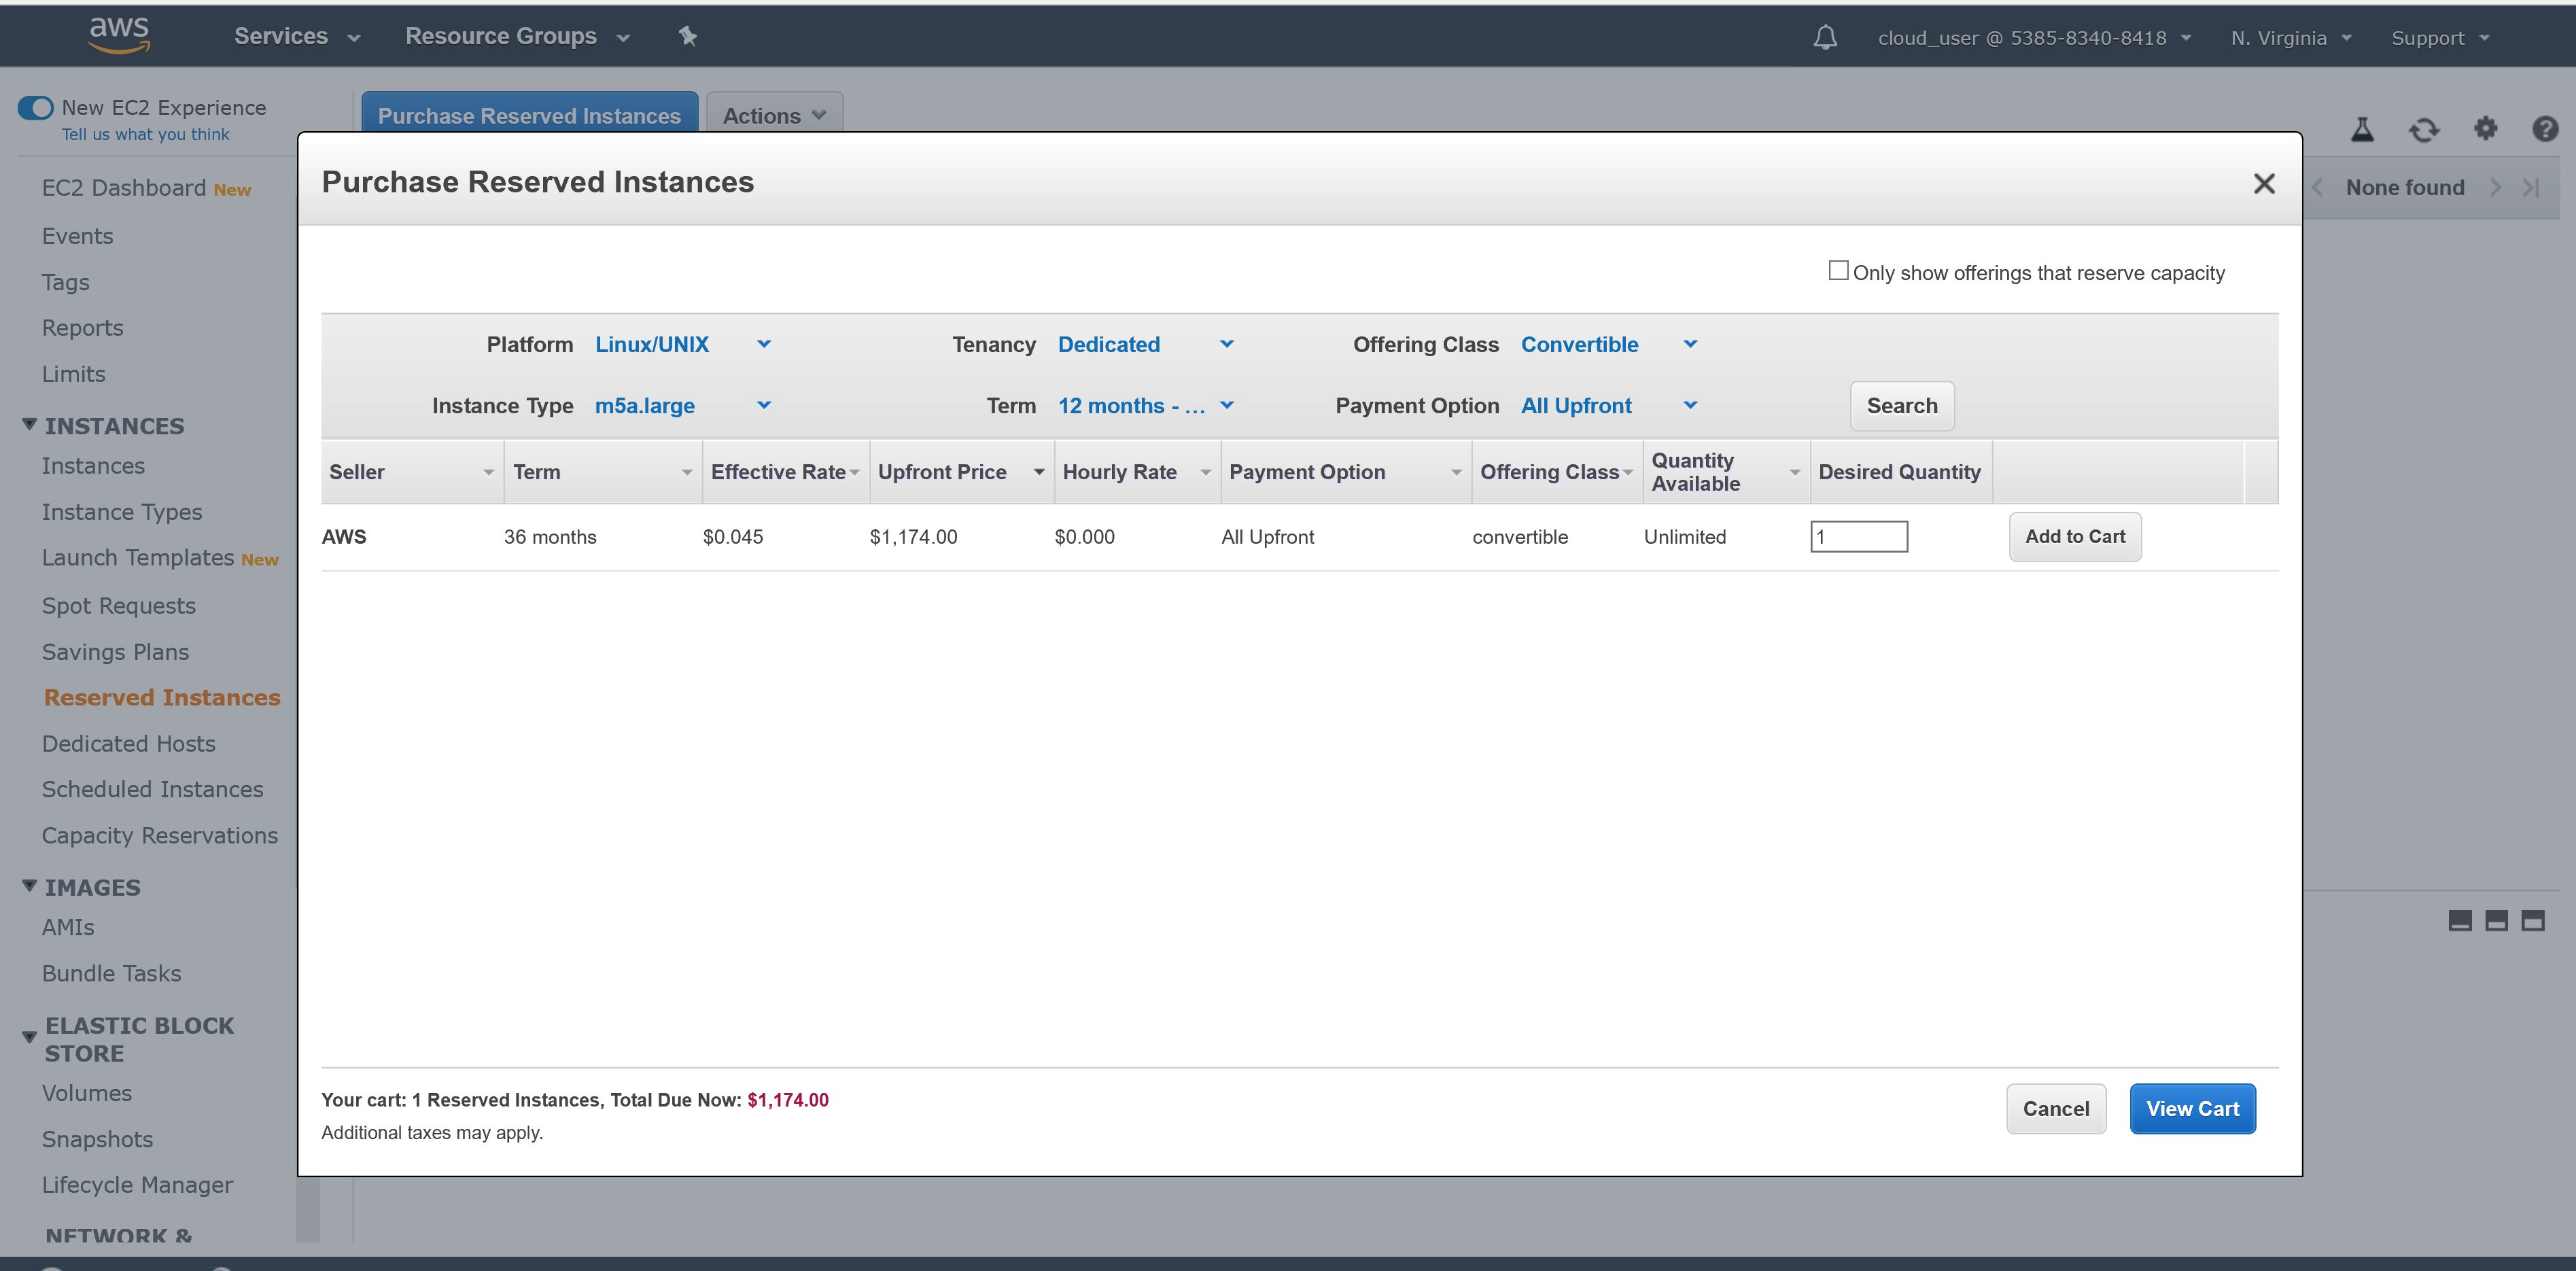 aws Services Resource Groups cloud_user @ 5385-8340-8418 N. Virginia Support
New EC2 Experience
Tell us what you think
EC2 Dashboard New
Events
Tags
Reports
Limits
INSTANCES
Instances
Instance Types
Launch Templates New
Spot Requests
Savings Plans
Reserved Instances
Dedicated Hosts
Scheduled Instances
Capacity Reservations
IMAGES
AMIs
Bundle Tasks
ELASTIC BLOCK
STORE
Volumes
Snapshots
Lifecycle Manager
NETWORK &
Purchase Reserved Instances Actions
None found
Purchase Reserved Instances
Only show offerings that reserve capacity
Platform Linux/UNIX Tenancy Dedicated Offering Class Convertible
Instance Type m5a.large Term 12 months - ... Payment Option All Upfront Search
Seller Term Effective Rate Upfront Price Hourly Rate Payment Option Offering Class Quantity Available Desired Quantity
AWS 36 months $0.045 $1,174.00 $0.000 All Upfront convertible Unlimited 1 Add to Cart
Your cart: 1 Reserved Instances, Total Due Now: $1,174.00
Additional taxes may apply.
Cancel View Cart